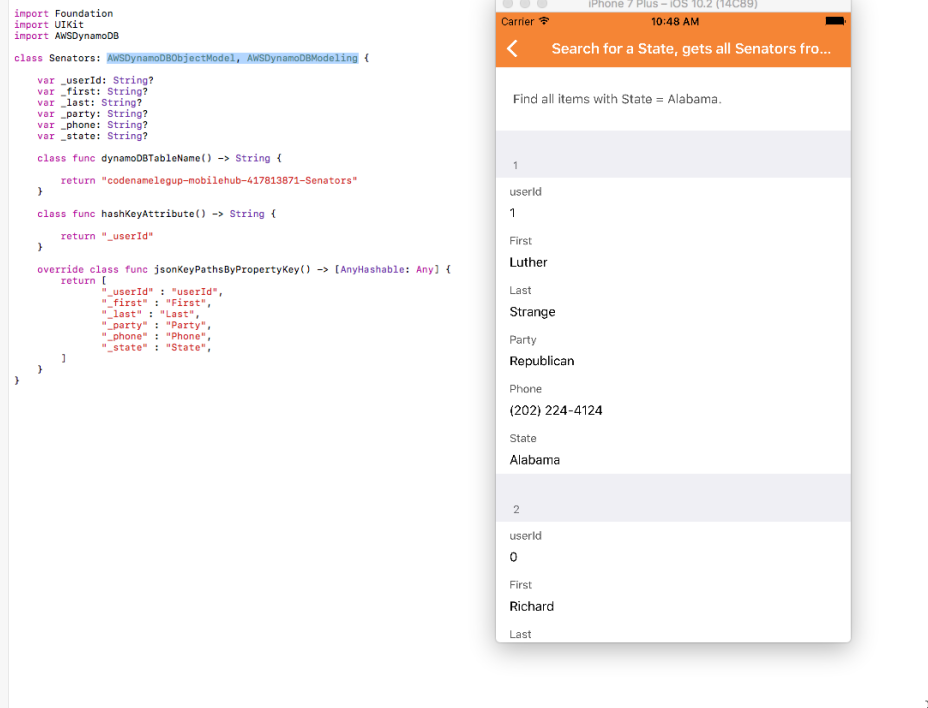 import Foundation
import UIKit
import AWSDynamoDB
class Senators: AWSDynamoDBObjectModel, AWSDynamoDBModeling {
var _userId: String?
var _first: String?
var _last: String?
var _party: String?
var _phone: String?
var _state: String?
class func dynamoDBTableName() -> String {
return "codenamelegup-mobilehub-417813871-Senators"
}
class func hashKeyAttribute() -> String {
return "_userId"
}
override class func jsonKeyPathsByPropertyKey() -> [AnyHashable: Any] {
return [
"_userId" : "userId",
"_first" : "First",
"_last" : "Last",
"_party" : "Party",
"_phone" : "Phone",
"_state" : "State",
]
}
}
iPhone 7 Plus – iOS 10.2 (14C89)
Carrier 10:48 AM
Search for a State, gets all Senators fro...
Find all items with State = Alabama.
1
userId
1
First
Luther
Last
Strange
Party
Republican
Phone
(202) 224-4124
State
Alabama
2
userId
0
First
Richard
Last